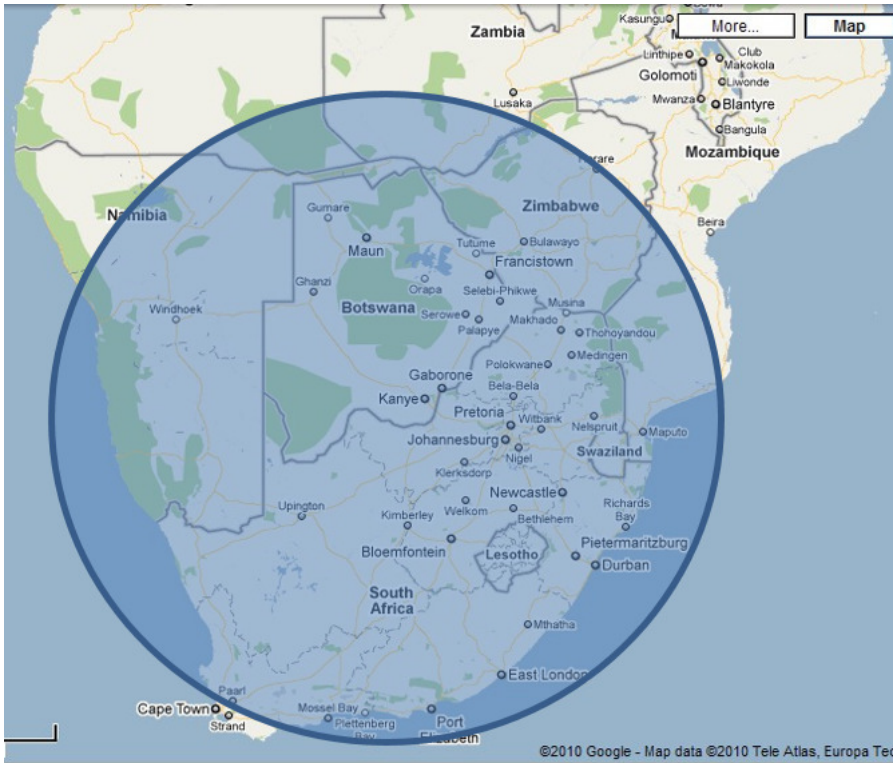 Zambia
Kasungu
More...
Map
Linthipe
Club
Makokola
Golomoti
Liwonde
Lusaka
Mwanza
Blantyre
Bangula
Mozambique
Namibia
Gumare
Zimbabwe
Beira
Maun
Tutume
Bulawayo
Francistown
Ghanzi
Orapa
Selebi-Phikwe
Windhoek
Botswana
Serowe
Palapye
Musina
Makhado
Thohoyandou
Medingen
Polokwane
Gaborone
Bela-Bela
Kanye
Pretoria
Witbank
Nelspruit
Johannesburg
Maputo
Nigel
Swaziland
Klerksdorp
Newcastle
Upington
Kimberley
Welkom
Bethlehem
Richards
Bay
Bloemfontein
Lesotho
Pietermaritzburg
Durban
South
Africa
Mthatha
East London
Paarl
Cape Town
Strand
Mossel Bay
Plettenberg
Bay
Port
Elizabeth
©2010 Google - Map data ©2010 Tele Atlas, Europa Tec